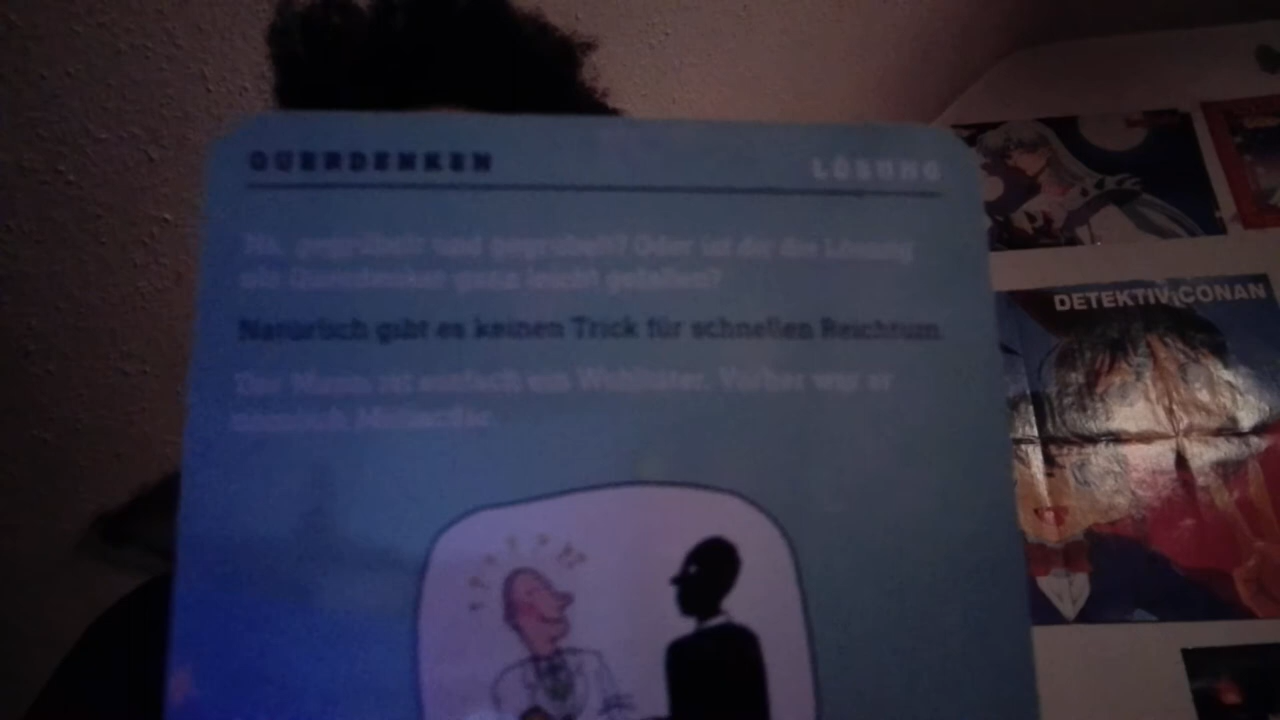 QUERDENKEN
LÖSUNG
Na, gegrübelt und gegrübelt? Oder ist dir die Lösung
als Querdenker ganz leicht gefallen?
Natürlich gibt es keinen Trick für schnellen Reichtum.
Der Mann ist einfach ein Wohltäter. Vorher war er
nämlich Milliardär.
DETEKTIV CONAN